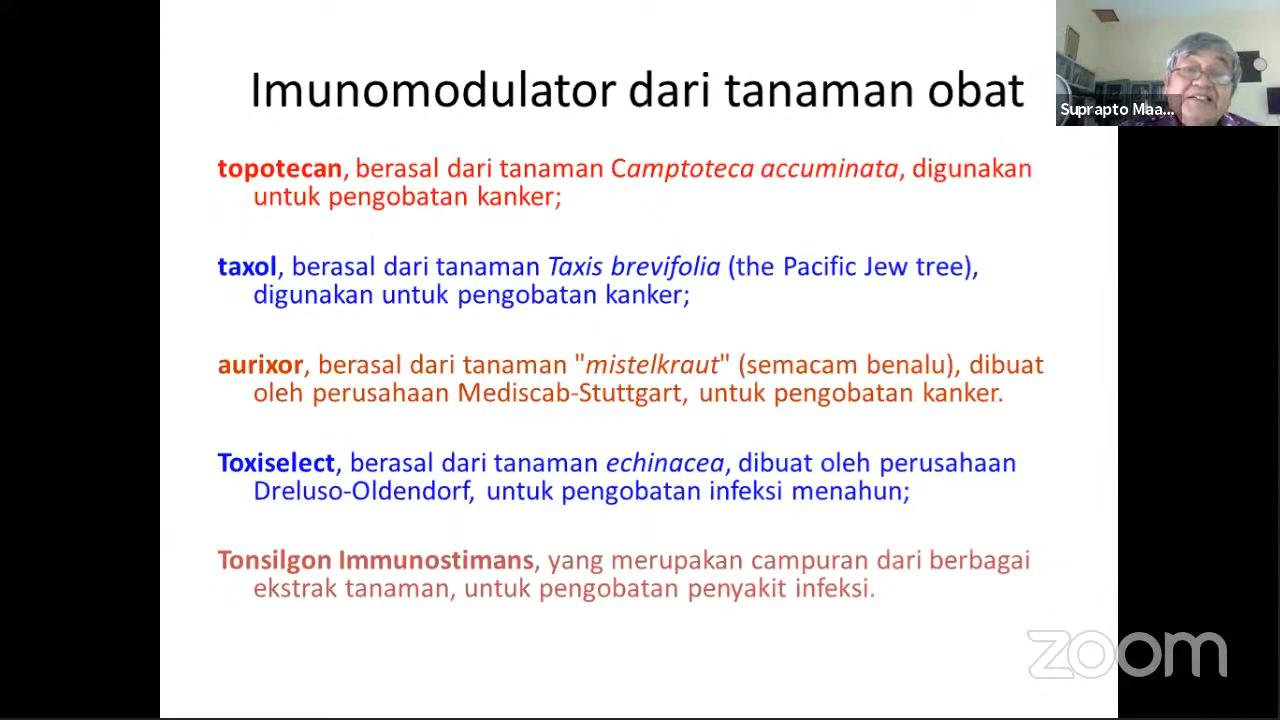 Imunomodulator dari tanaman obat
Suprapto Maa...
topotecan, berasal dari tanaman Camptoteca accuminata, digunakan
untuk pengobatan kanker;
taxol, berasal dari tanaman Taxis brevifolia (the Pacific Jew tree),
digunakan untuk pengobatan kanker;
aurixor, berasal dari tanaman "mistelkraut" (semacam benalu), dibuat
oleh perusahaan Mediscab-Stuttgart, untuk pengobatan kanker.
Toxiselect, berasal dari tanaman echinacea, dibuat oleh perusahaan
Dreluso-Oldendorf, untuk pengobatan infeksi menahun;
Tonsilgon Immunostimans, yang merupakan campuran dari berbagai
ekstrak tanaman, untuk pengobatan penyakit infeksi.
zoom